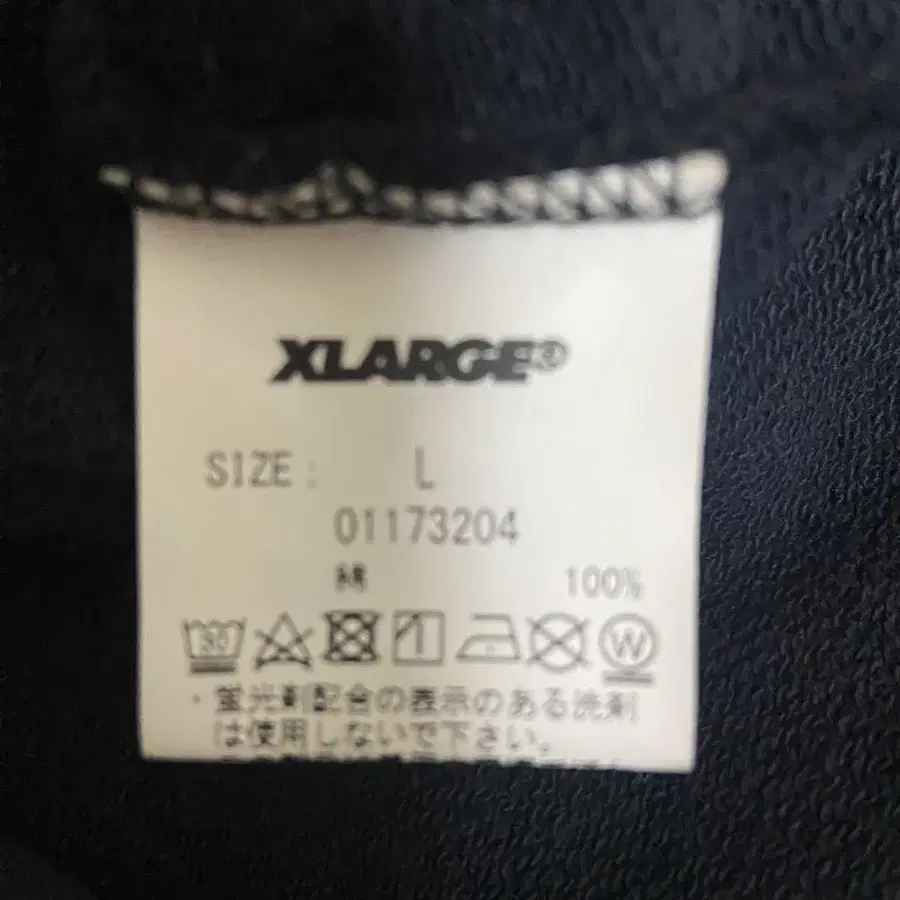 XLARGE®
SIZE: L
01173204
綿 100%
30
W
・蛍光剤配合の表示のある洗剤
は使用しないで下さい。